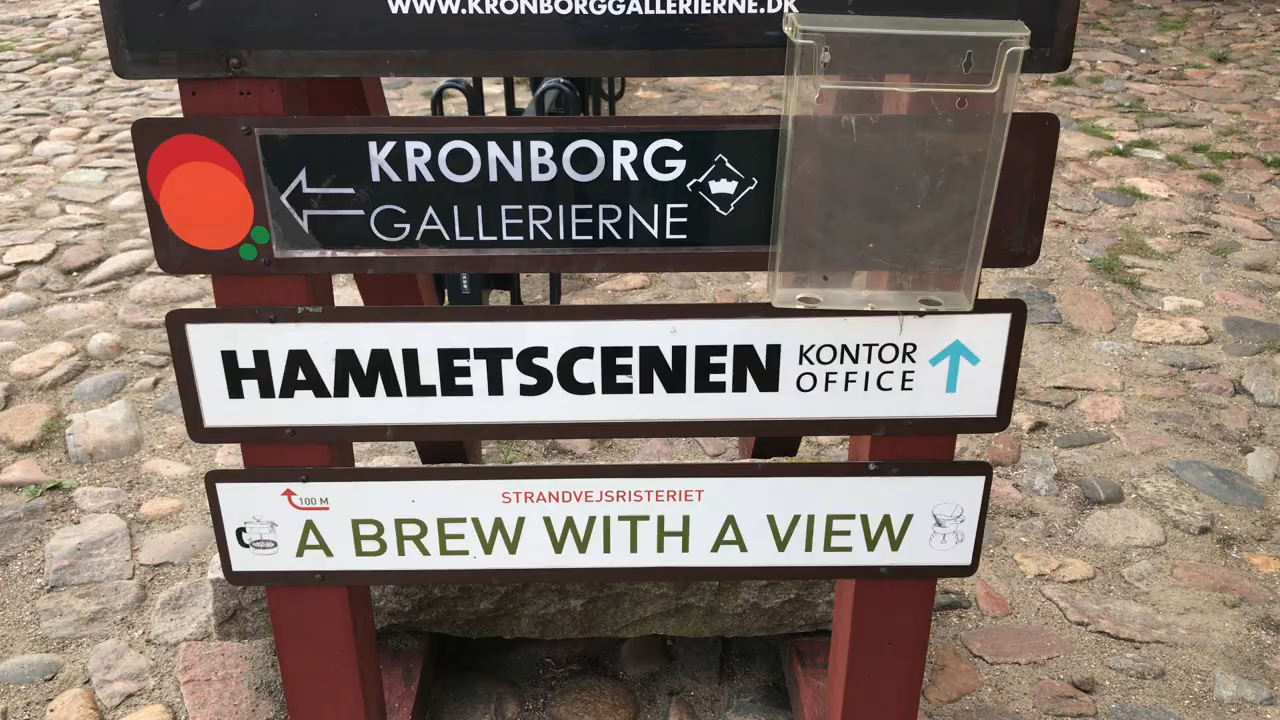 WWW.KRONBORGGALLERIERNE.DK
KRONBORG
GALLERIERNE
HAMLETSCENEN
KONTOR
OFFICE
100 M
STRANDVEJSRISTERIET
A BREW WITH A VIEW